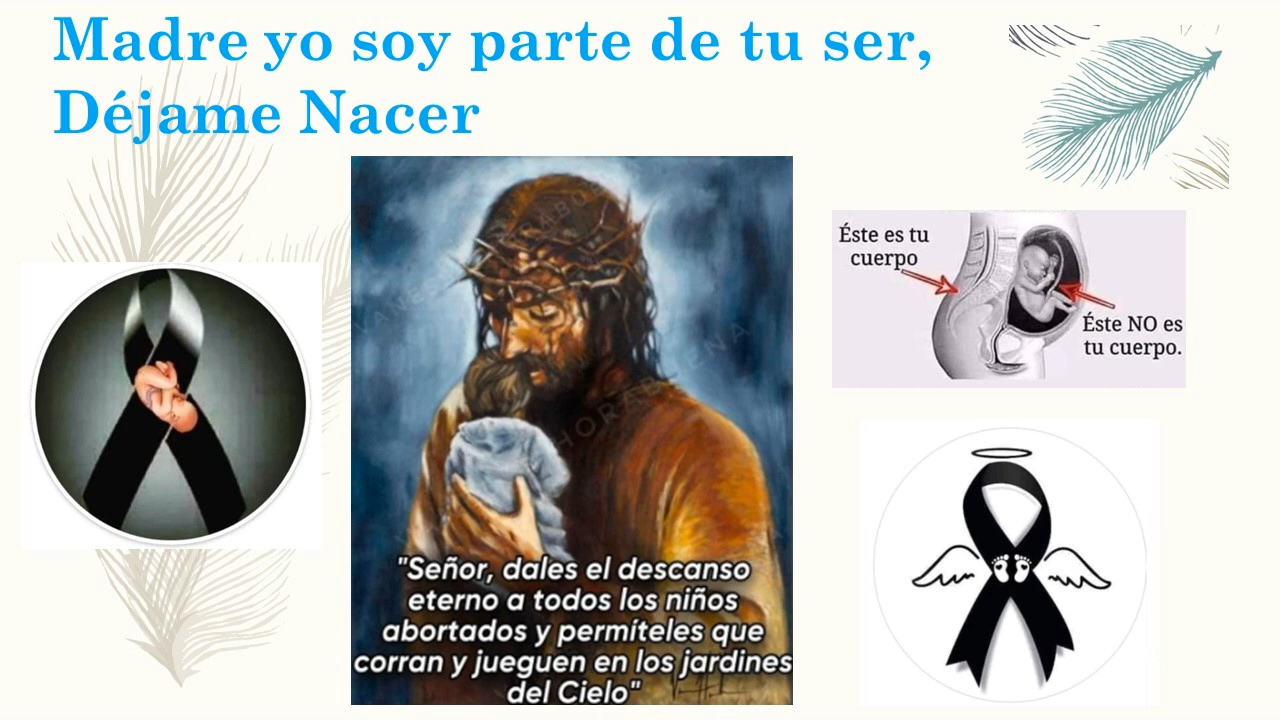 Madre yo soy parte de tu ser,
Déjame Nacer
Éste es tu
cuerpo
Éste NO es
tu cuerpo.
"Señor, dales el descanso
eterno a todos los niños
abortados y permíteles que
corran y jueguen en los jardines
del Cielo"